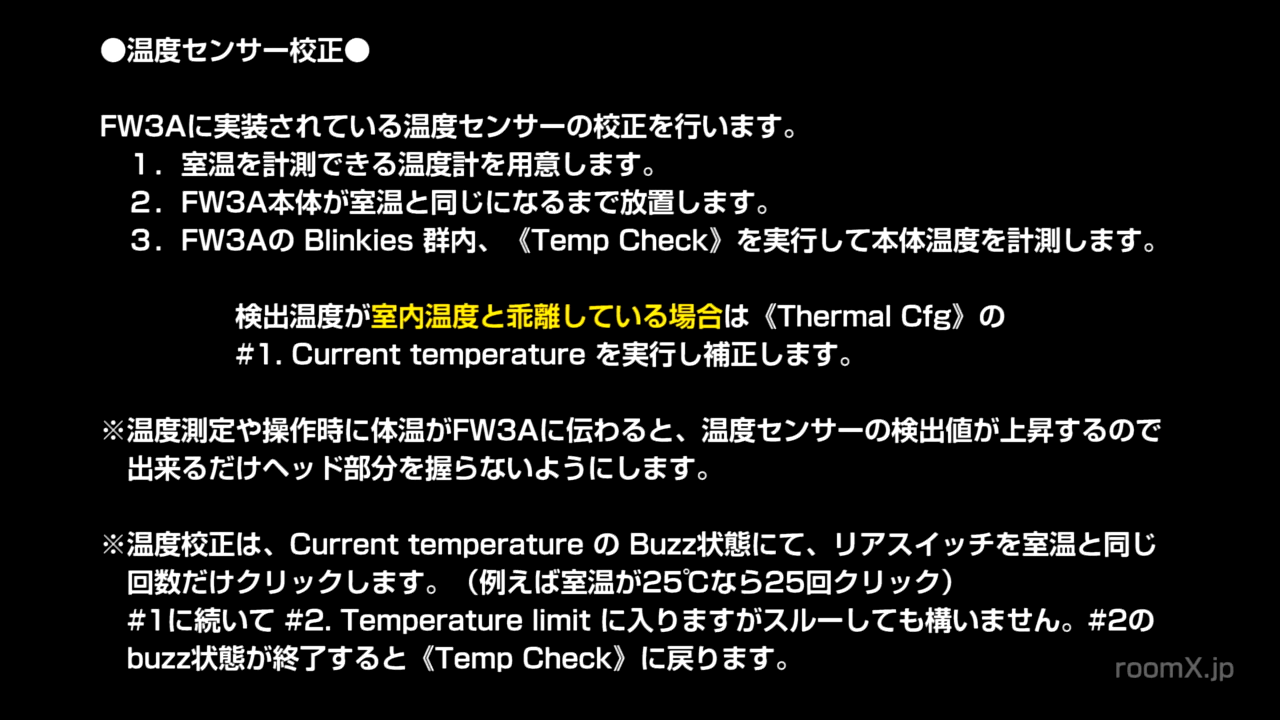 ●温度センサー校正●
FW3Aに実装されている温度センサーの校正を行います。
１．室温を計測できる温度計を用意します。
２．FW3A本体が室温と同じになるまで放置します。
３．FW3Aの Blinkies 群内、《Temp Check》を実行して本体温度を計測します。
検出温度が室内温度と乖離している場合は《Thermal Cfg》の
#1. Current temperature を実行し補正します。
※温度測定や操作時に体温がFW3Aに伝わると、温度センサーの検出値が上昇するので
出来るだけヘッド部分を握らないようにします。
※温度校正は、Current temperature の Buzz状態にて、リアスイッチを室温と同じ
回数だけクリックします。（例えば室温が25℃なら25回クリック）
#1に続いて #2. Temperature limit に入りますがスルーしても構いません。#2の
buzz状態が終了すると《Temp Check》に戻ります。
roomX.jp